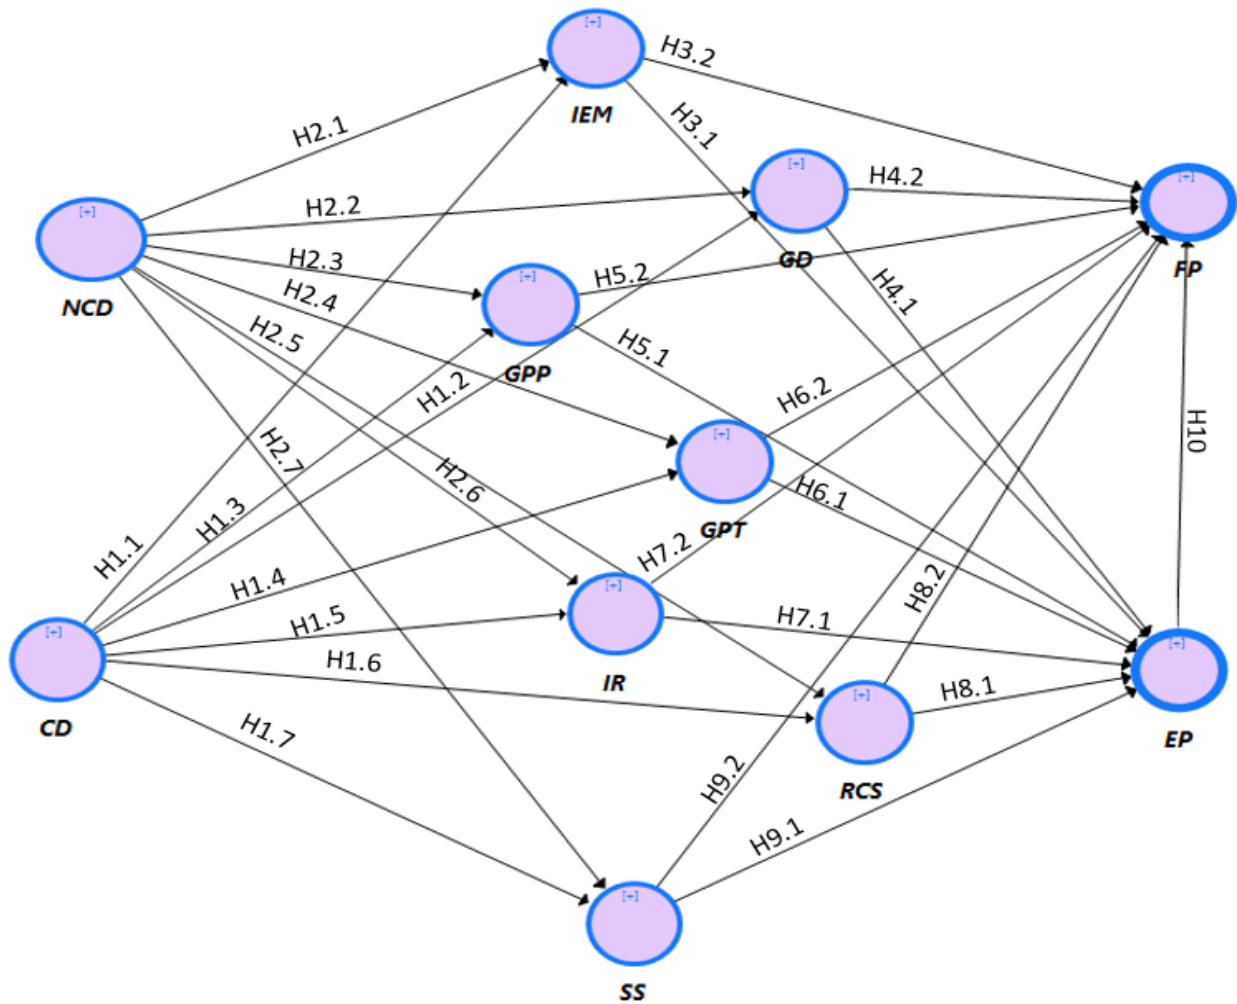 [+]
IEM
H3.2
H2.1
H3.1
[+]
GD
H4.2
[+]
FP
[+]
NCD
H2.2
H2.3
H2.4
H2.5
H2.7
H2.6
[+]
GPP
H5.2
H5.1
H4.1
H1.2
H6.2
H10
[+]
GPT
H6.1
H1.1
H1.3
H1.4
H1.5
H1.6
H1.7
[+]
CD
[+]
IR
H7.2
H7.1
H8.2
[+]
RCS
H8.1
[+]
EP
H9.2
H9.1
[+]
SS